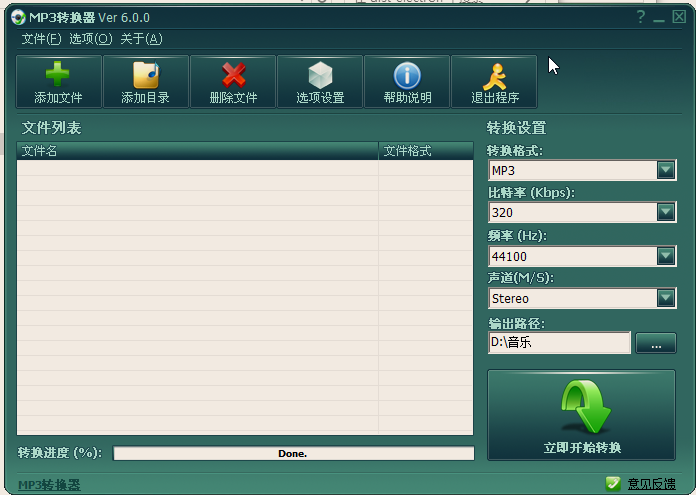 MP3转换器 Ver 6.0.0
文件(F) 选项(O) 关于(A)
添加文件 添加目录 删除文件 选项设置 帮助说明 退出程序
文件列表
文件名 文件格式
转换设置
转换格式:
MP3
比特率 (Kbps):
320
频率 (Hz):
44100
声道(M/S):
Stereo
输出路径:
D:\音乐 ...
立即开始转换
转换进度 (%): Done.
MP3转换器 意见反馈